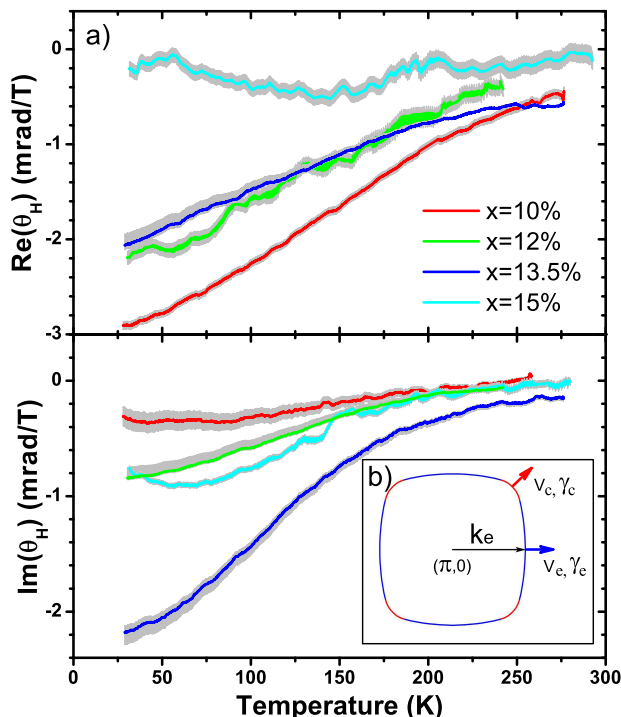 a)
0
-1
-2
-3
Re(θH) (mrad/T)
x=10%
x=12%
x=13.5%
x=15%
0
-1
-2
Im(θH) (mrad/T)
b)
vc, γc
ke
(π,0)
ve, γe
0 50 100 150 200 250 300
Temperature (K)